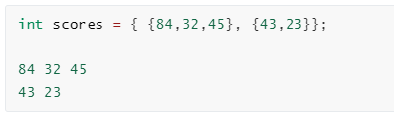 int scores = { {84,32,45}, {43,23}};
84 32 45
43 23